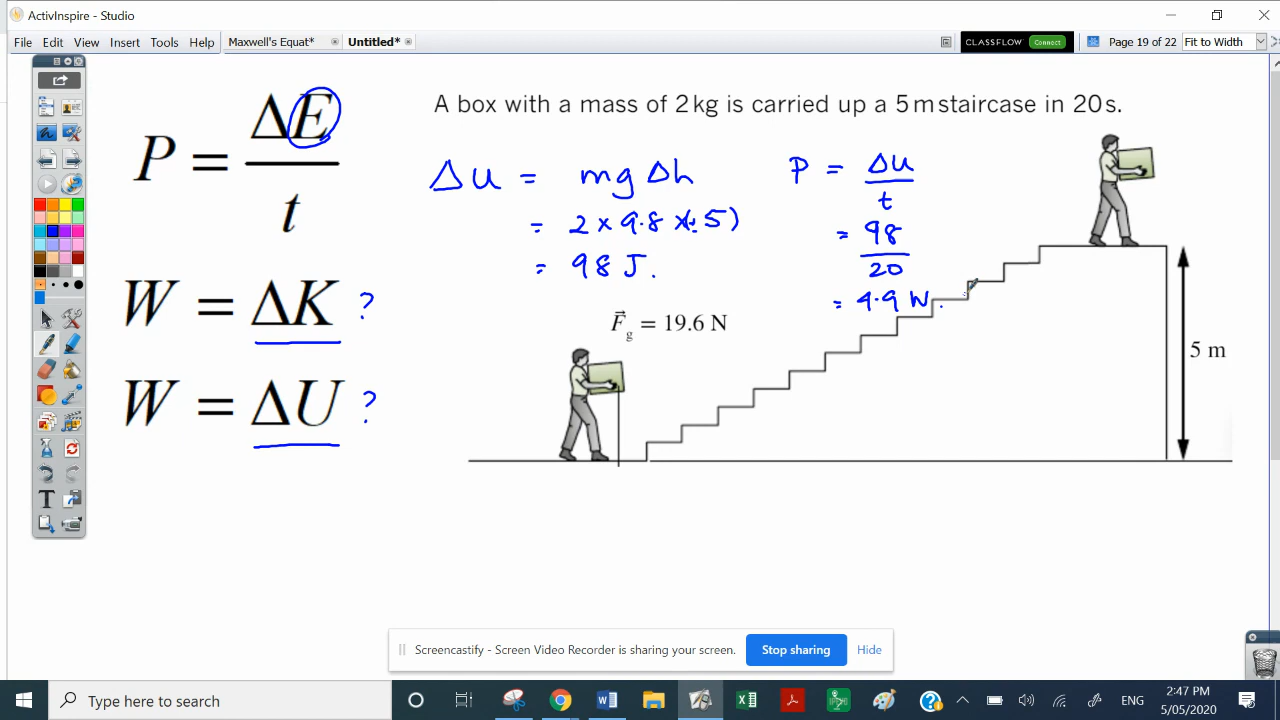 ActivInspire - Studio
File Edit View Insert Tools Help
Maxwell's Equat* Untitled*
CLASSFLOW Connect
Page 19 of 22 Fit to Width
P = ΔE / t
W = ΔK ?
W = ΔU ?
A box with a mass of 2 kg is carried up a 5 m staircase in 20 s.
ΔU = mg Δh
= 2 × 9.8 × (+5)
= 98 J.
P = ΔU / t
= 98 / 20
= 4.9 W.
F⃗g = 19.6 N
5 m
Screencastify - Screen Video Recorder is sharing your screen.
Stop sharing
Hide
Type here to search
ENG
2:47 PM
5/05/2020